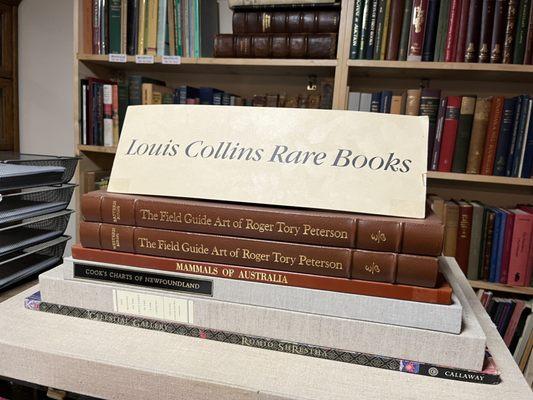 Louis Collins Rare Books
The Field Guide Art of Roger Tory Peterson
The Field Guide Art of Roger Tory Peterson
MAMMALS OF AUSTRALIA
COOK'S CHARTS OF NEWFOUNDLAND
CELESTIAL GALLERY ROMIO SHRESTHA CALLAWAY